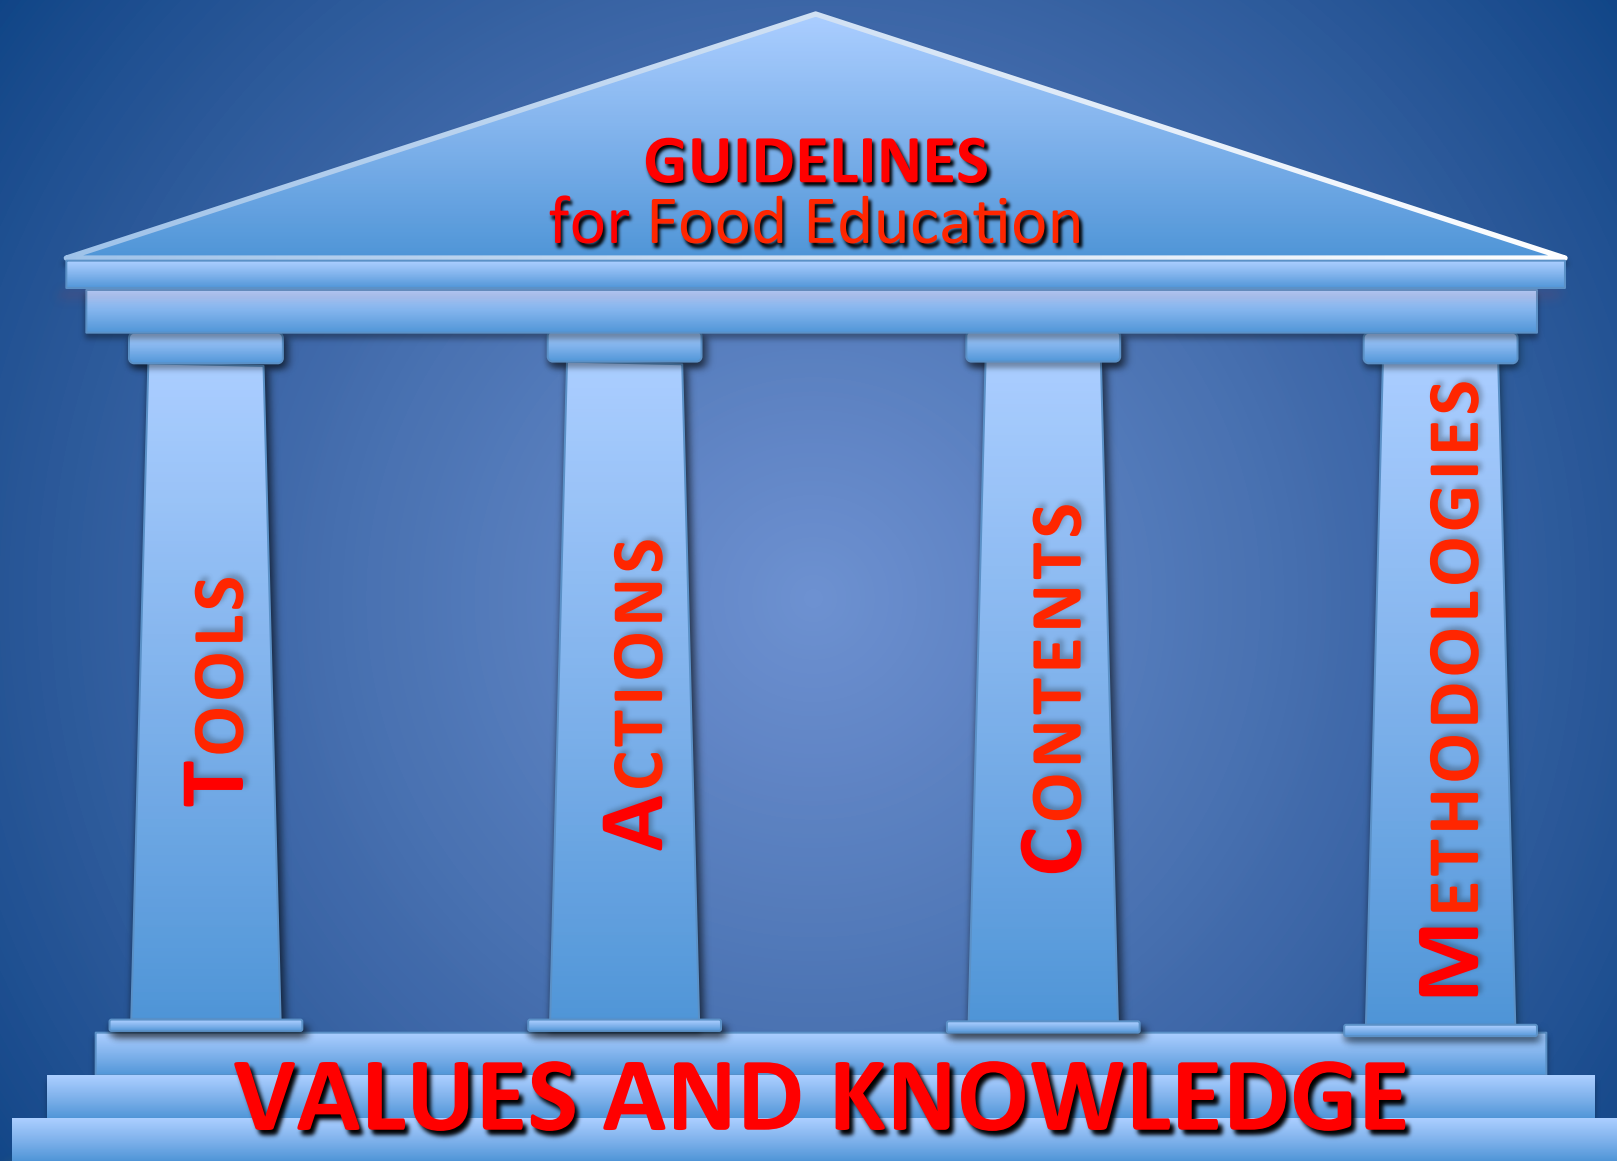 GUIDELINES
for Food Education
TOOLS
ACTIONS
CONTENTS
METHODOLOGIES
VALUES AND KNOWLEDGE